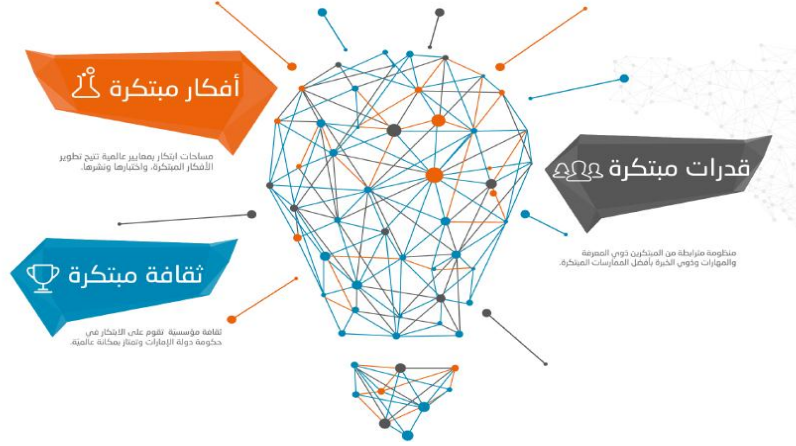 أفكار مبتكرة
مساحات ابتكار بمعايير عالمية تتيح تطوير
الأفكار المبتكرة، واختبارها ونشرها.
قدرات مبتكرة
منظومة مترابطة من المبتكرين ذوي المعرفة
والمهارات وذوي الخبرة بأفضل الممارسات المبتكرة.
ثقافة مبتكرة
ثقافة مؤسسية تقوم على الابتكار في
حكومة دولة الإمارات وتمتاز بمكانة عالمية.